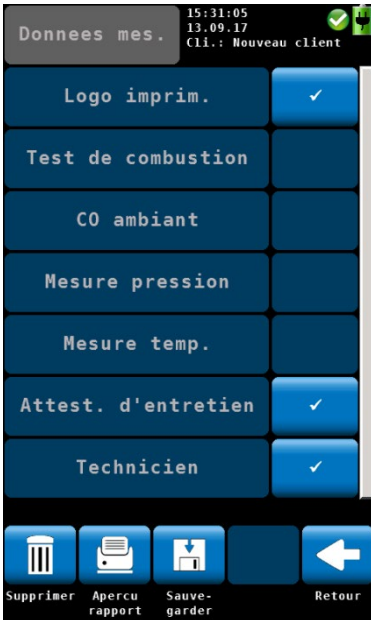 Donnees mes.
15:31:05
13.09.17
Cli.: Nouveau client
Logo imprim.
Test de combustion
CO ambiant
Mesure pression
Mesure temp.
Attest. d'entretien
Technicien
Supprimer
Apercu
rapport
Sauve-
garder
Retour